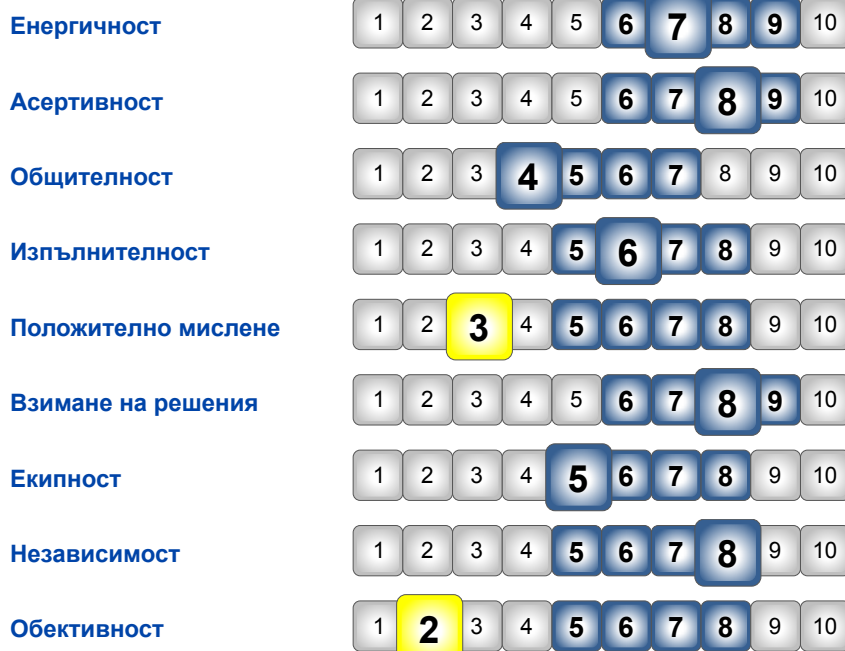 Енергичност 1 2 3 4 5 6 7 8 9 10
Асертивност 1 2 3 4 5 6 7 8 9 10
Общителност 1 2 3 4 5 6 7 8 9 10
Изпълнителност 1 2 3 4 5 6 7 8 9 10
Положително мислене 1 2 3 4 5 6 7 8 9 10
Взимане на решения 1 2 3 4 5 6 7 8 9 10
Екипност 1 2 3 4 5 6 7 8 9 10
Независимост 1 2 3 4 5 6 7 8 9 10
Обективност 1 2 3 4 5 6 7 8 9 10